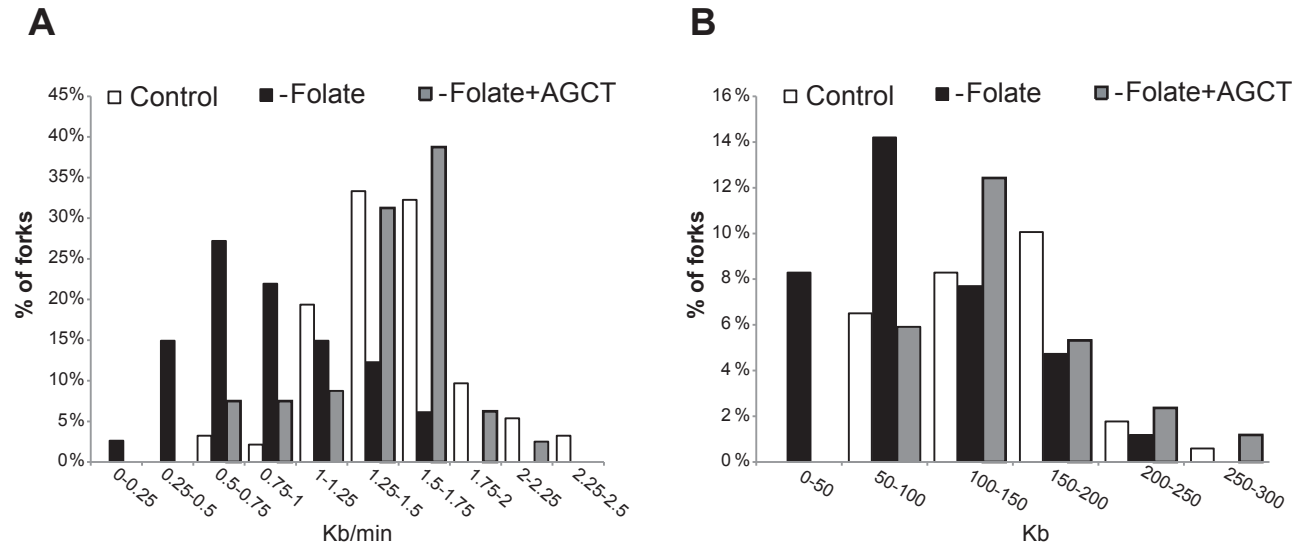 A
Control -Folate -Folate+AGCT
45%
40%
35%
30%
25%
20%
15%
10%
5%
0%
% of forks
0-0.25 0.25-0.5 0.5-0.75 0.75-1 1-1.25 1.25-1.5 1.5-1.75 1.75-2 2-2.25 2.25-2.5
Kb/min
B
Control -Folate -Folate+AGCT
16%
14%
12%
10%
8%
6%
4%
2%
0%
% of forks
0-50 50-100 100-150 150-200 200-250 250-300
Kb